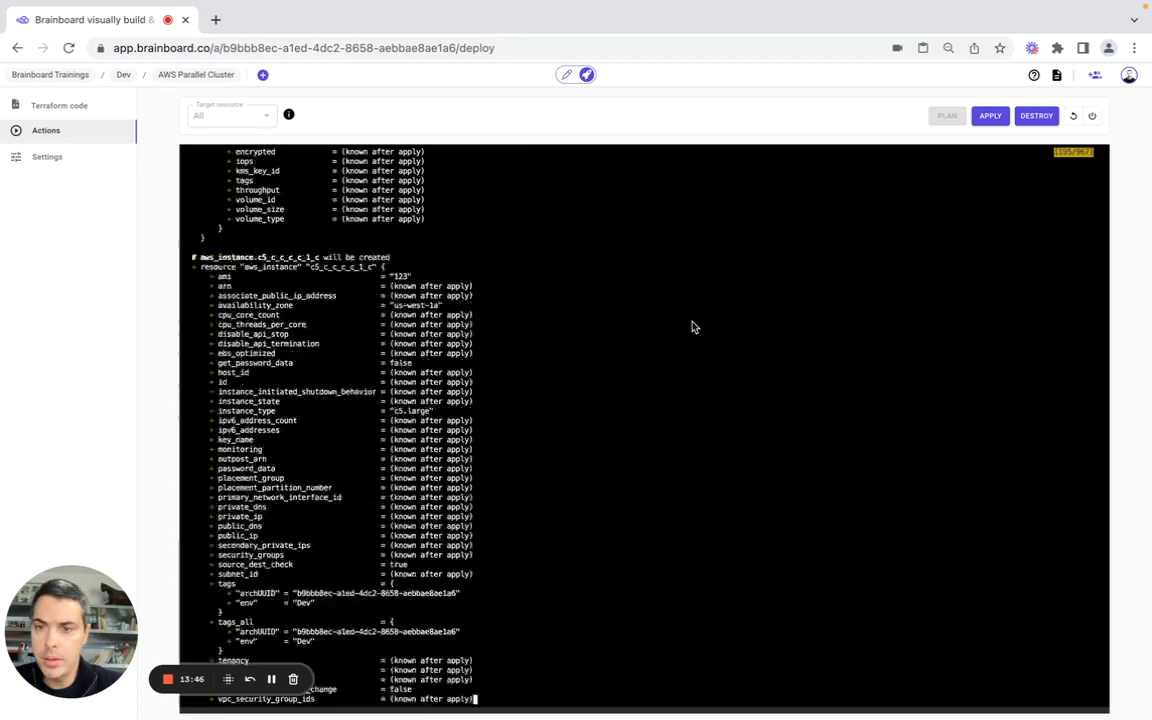 Brainboard visually build &
app.brainboard.co/a/b9bbb8ec-a1ed-4dc2-8658-aebbae8ae1a6/deploy
Brainboard Trainings / Dev / AWS Parallel Cluster
Terraform code
Actions
Settings
Target resource
All
PLAN APPLY DESTROY
[195/967]
+ encrypted = (known after apply)
+ iops = (known after apply)
+ kms_key_id = (known after apply)
+ tags = (known after apply)
+ throughput = (known after apply)
+ volume_id = (known after apply)
+ volume_size = (known after apply)
+ volume_type = (known after apply)
}
}
# aws_instance.c5_c_c_c_c_1_c will be created
+ resource "aws_instance" "c5_c_c_c_c_1_c" {
+ ami = "123"
+ arn = (known after apply)
+ associate_public_ip_address = (known after apply)
+ availability_zone = "us-west-1a"
+ cpu_core_count = (known after apply)
+ cpu_threads_per_core = (known after apply)
+ disable_api_stop = (known after apply)
+ disable_api_termination = (known after apply)
+ ebs_optimized = (known after apply)
+ get_password_data = false
+ host_id = (known after apply)
+ id = (known after apply)
+ instance_initiated_shutdown_behavior = (known after apply)
+ instance_state = (known after apply)
+ instance_type = "c5.large"
+ ipv6_address_count = (known after apply)
+ ipv6_addresses = (known after apply)
+ key_name = (known after apply)
+ monitoring = (known after apply)
+ outpost_arn = (known after apply)
+ password_data = (known after apply)
+ placement_group = (known after apply)
+ placement_partition_number = (known after apply)
+ primary_network_interface_id = (known after apply)
+ private_dns = (known after apply)
+ private_ip = (known after apply)
+ public_dns = (known after apply)
+ public_ip = (known after apply)
+ secondary_private_ips = (known after apply)
+ security_groups = (known after apply)
+ source_dest_check = true
+ subnet_id = (known after apply)
+ tags = {
+ "archUUID" = "b9bbb8ec-a1ed-4dc2-8658-aebbae8ae1a6"
+ "env" = "Dev"
}
+ tags_all = {
+ "archUUID" = "b9bbb8ec-a1ed-4dc2-8658-aebbae8ae1a6"
+ "env" = "Dev"
}
+ tenancy = (known after apply)
= (known after apply)
= (known after apply)
_change = false
+ vpc_security_group_ids = (known after apply)
13:46